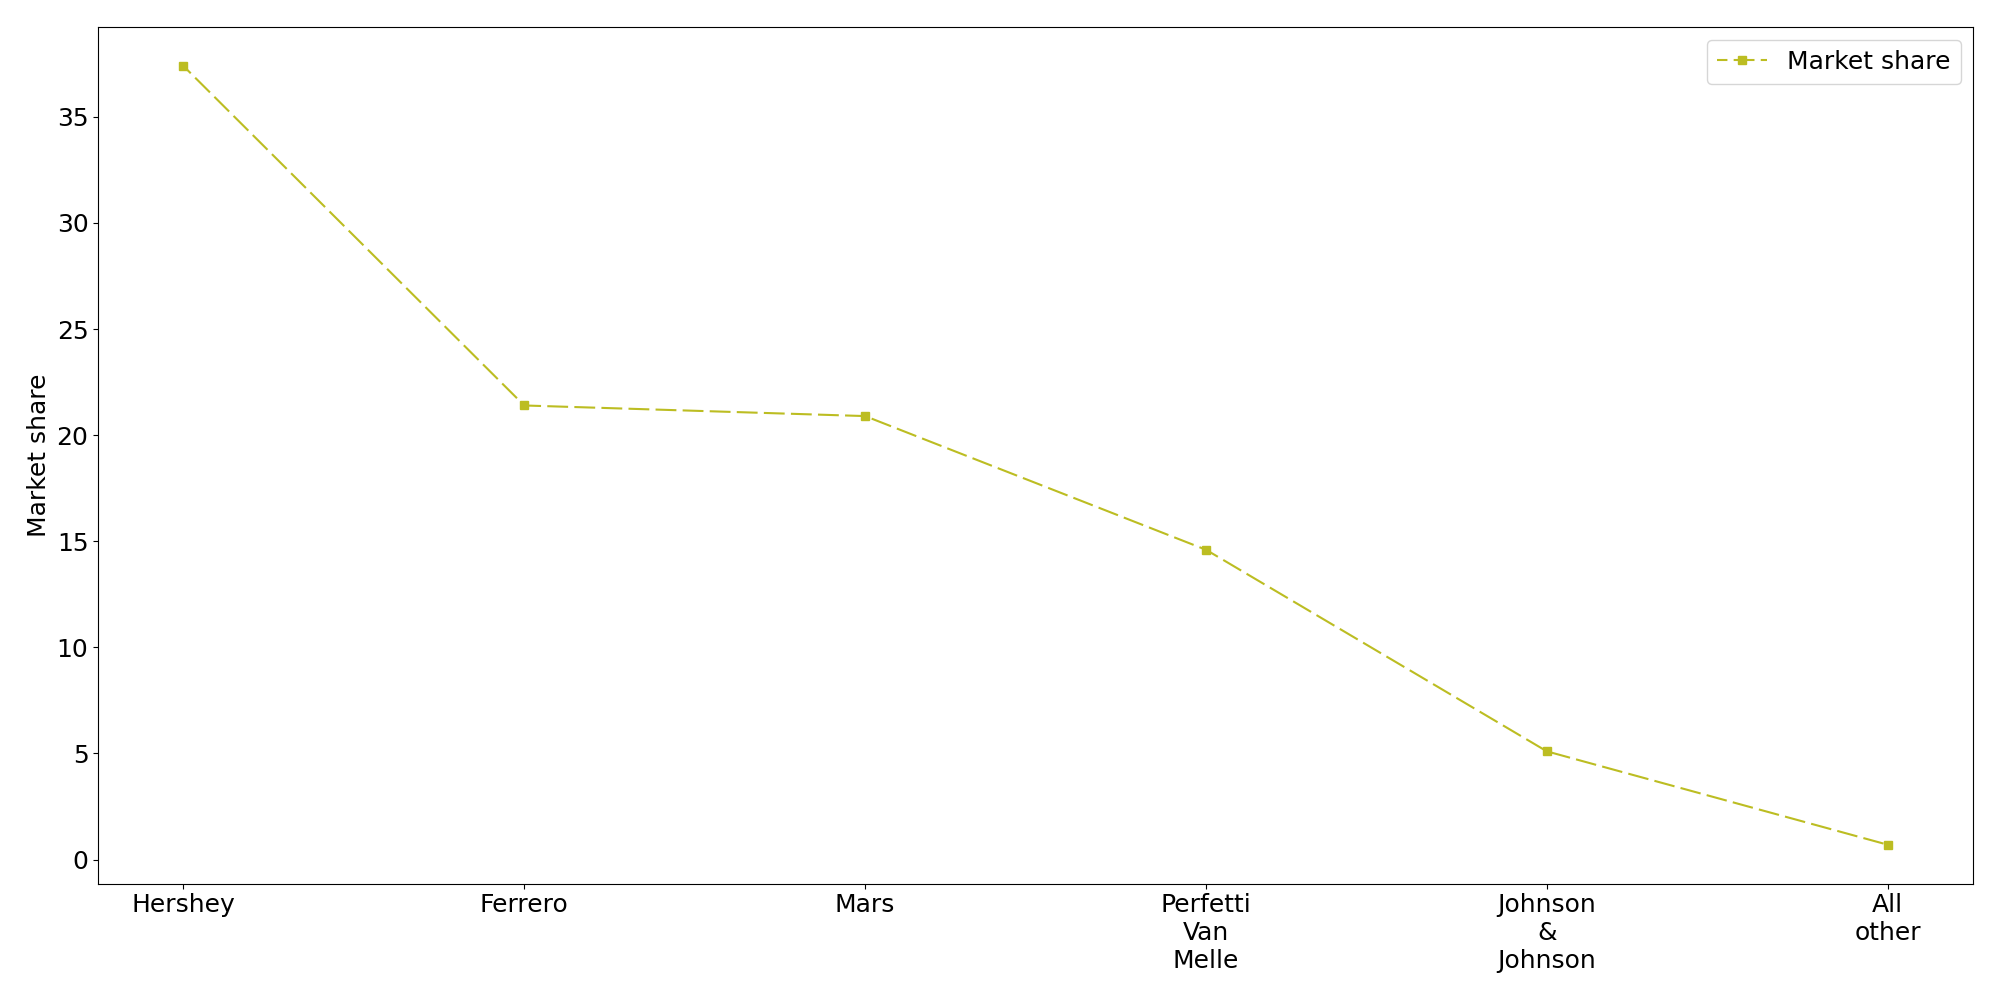 Market share
35
30
25
20
15
10
5
0
Market share
Hershey
Ferrero
Mars
Perfetti
Van
Melle
Johnson
&
Johnson
All
other